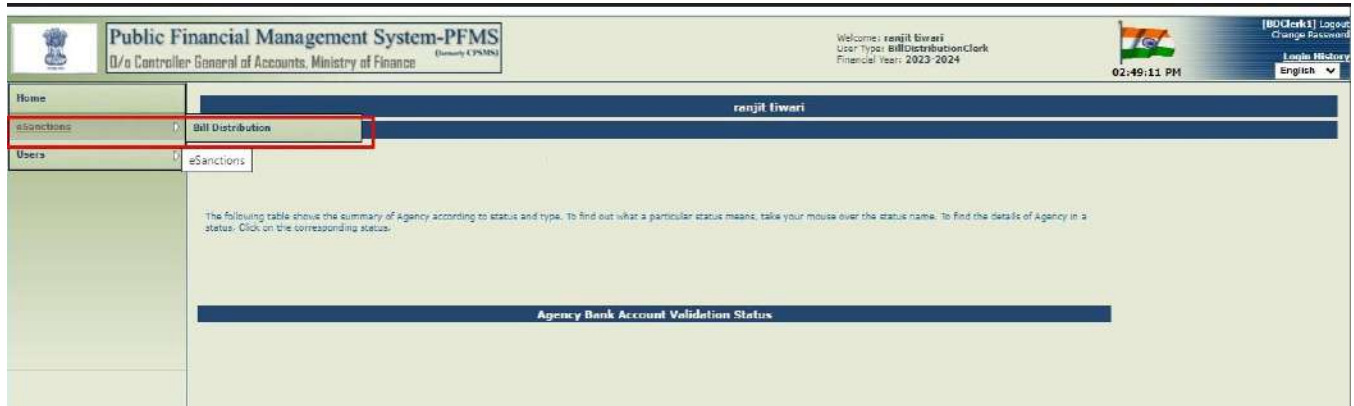 Public Financial Management System-PFMS
(formerly CPSMS)
O/o Controller General of Accounts, Ministry of Finance
Welcome: ranjit tiwari
User Type: BillDistributionClerk
Financial Year: 2023-2024
02:49:11 PM
[BDClerk1] Logout
Change Password
Login History
English
Home
ranjit tiwari
eSanctions
Bill Distribution
Users
eSanctions
The following table shows the summary of Agency according to status and type. To find out what a particular status means, take your mouse over the status name. To find the details of Agency in a
status. Click on the corresponding status.
Agency Bank Account Validation Status